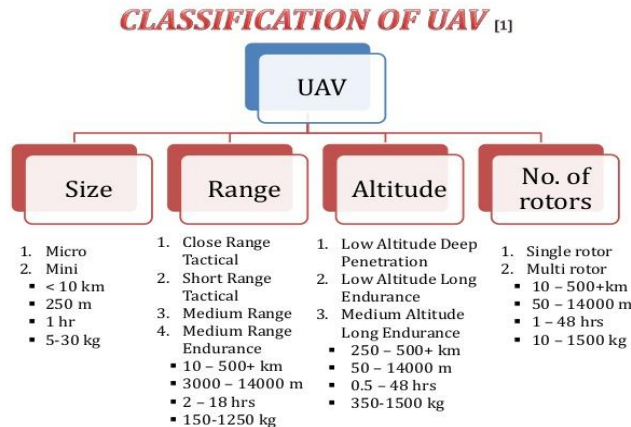 CLASSIFICATION OF UAV [1]
UAV
Size
Range
Altitude
No. of
rotors
1. Micro
2. Mini
▪ < 10 km
▪ 250 m
▪ 1 hr
▪ 5-30 kg
1. Close Range
Tactical
2. Short Range
Tactical
3. Medium Range
4. Medium Range
Endurance
▪ 10 – 500+ km
▪ 3000 – 14000 m
▪ 2 – 18 hrs
▪ 150-1250 kg
1. Low Altitude Deep
Penetration
2. Low Altitude Long
Endurance
3. Medium Altitude
Long Endurance
▪ 250 – 500+ km
▪ 50 – 14000 m
▪ 0.5 – 48 hrs
▪ 350-1500 kg
1. Single rotor
2. Multi rotor
▪ 10 – 500+km
▪ 50 – 14000m
▪ 1 – 48 hrs
▪ 10 – 1500 kg